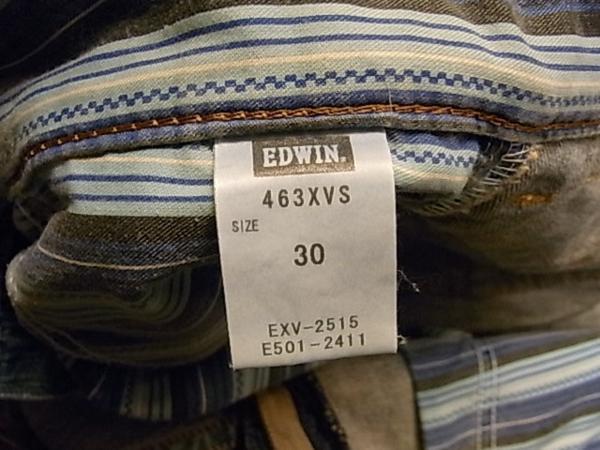 EDWIN.
463XVS
SIZE
30
EXV-2515
E501-2411